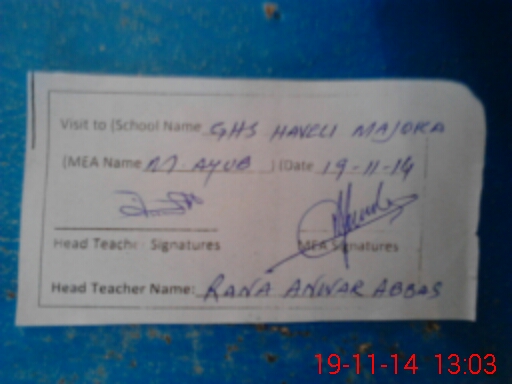 Visit to (School Name GHS HAVELI MAJOKA
(MEA Name M. AYUB ) (Date 19-11-14
Head Teache Signatures MEA Signatures
Head Teacher Name: RANA ANWAR ABBAS
19-11-14 13:03